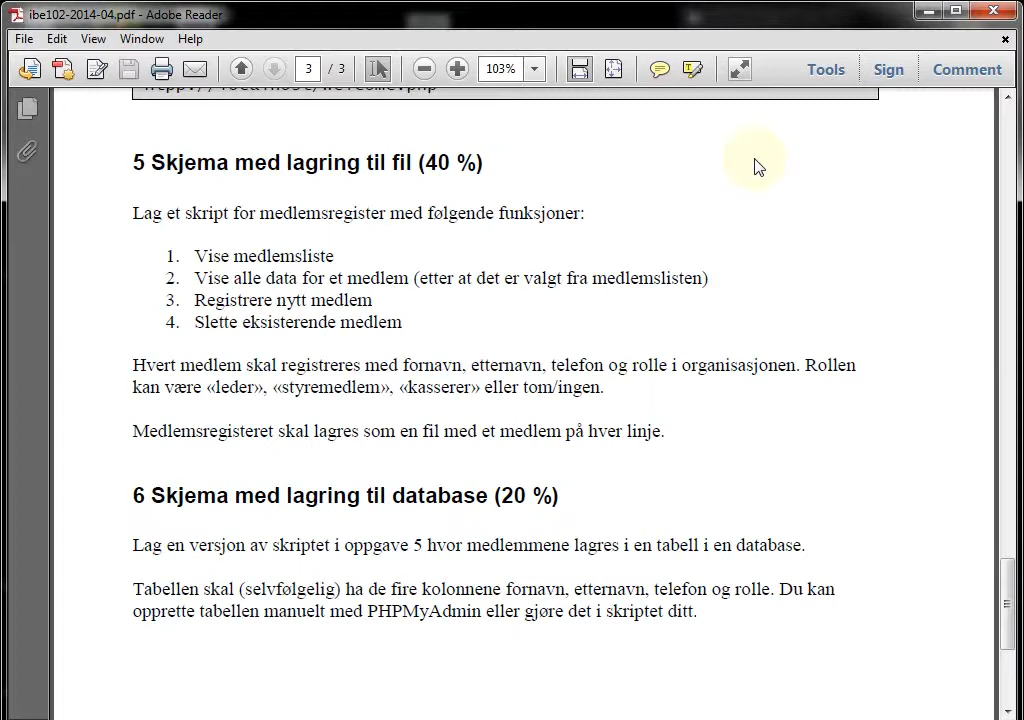 ibe102-2014-04.pdf - Adobe Reader
File Edit View Window Help
3 / 3 103% Tools Sign Comment
5 Skjema med lagring til fil (40 %)
Lag et skript for medlemsregister med følgende funksjoner:
1. Vise medlemsliste
2. Vise alle data for et medlem (etter at det er valgt fra medlemslisten)
3. Registrere nytt medlem
4. Slette eksisterende medlem
Hvert medlem skal registreres med fornavn, etternavn, telefon og rolle i organisasjonen. Rollen
kan være «leder», «styremedlem», «kasserer» eller tom/ingen.
Medlemsregisteret skal lagres som en fil med et medlem på hver linje.
6 Skjema med lagring til database (20 %)
Lag en versjon av skriptet i oppgave 5 hvor medlemmene lagres i en tabell i en database.
Tabellen skal (selvfølgelig) ha de fire kolonnene fornavn, etternavn, telefon og rolle. Du kan
opprette tabellen manuelt med PHPMyAdmin eller gjøre det i skriptet ditt.